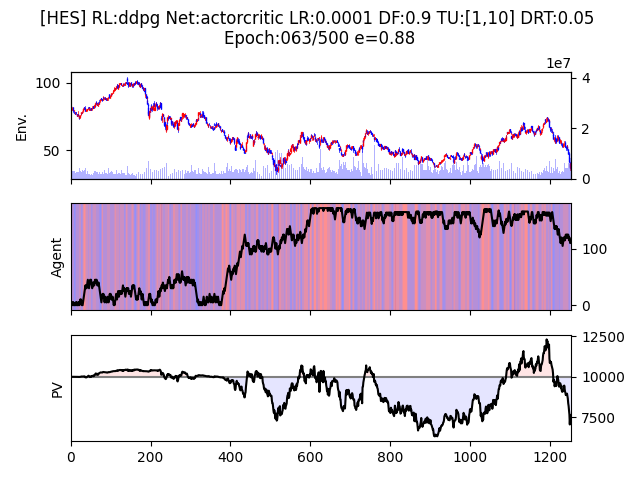 [HES] RL:ddpg Net:actorcritic LR:0.0001 DF:0.9 TU:[1,10] DRT:0.05
Epoch:063/500 e=0.88
1e7
Env.
100
50
4
2
0
Agent
100
0
PV
12500
10000
7500
0 200 400 600 800 1000 1200